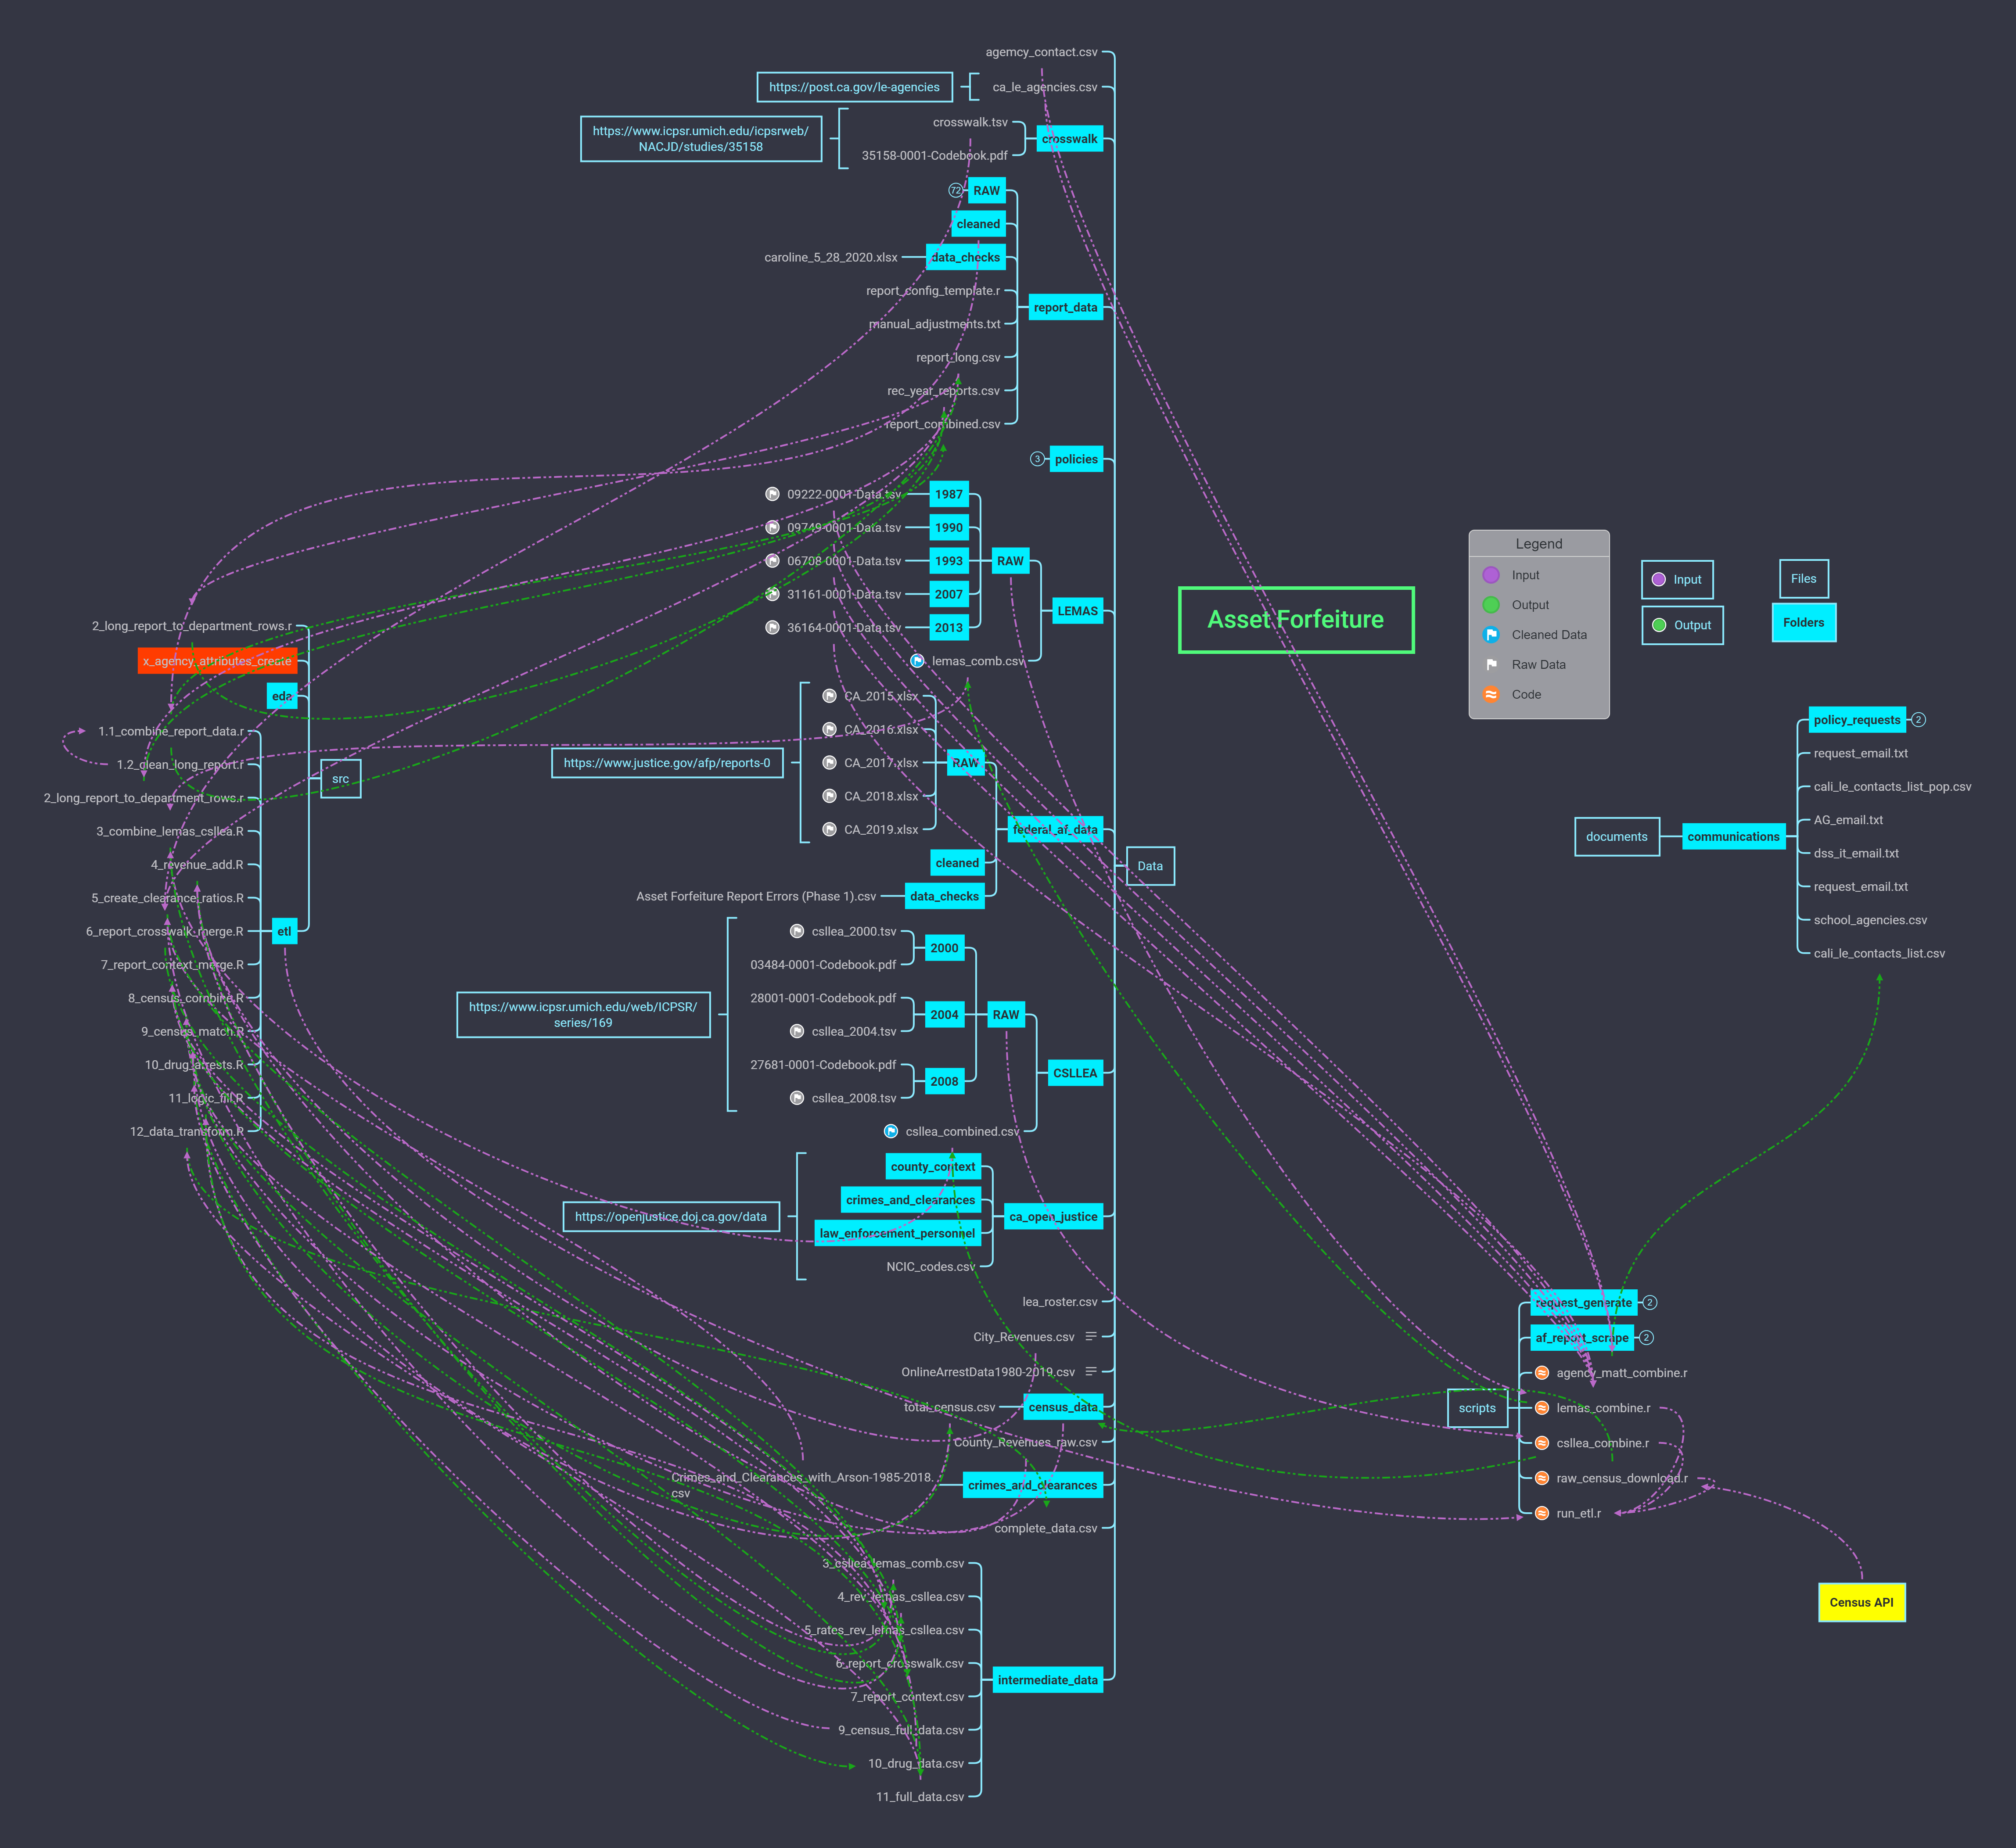 agemcy_contact.csv
https://post.ca.gov/le-agencies
ca_le_agencies.csv
https://www.icpsr.umich.edu/icpsrweb/
NACJD/studies/35158
crosswalk.tsv
35158-0001-Codebook.pdf
crosswalk
72
RAW
cleaned
caroline_5_28_2020.xlsx
data_checks
report_config_template.r
manual_adjustments.txt
report_long.csv
rec_year_reports.csv
report_combined.csv
report_data
3
policies
09222-0001-Data.tsv
1987
09749-0001-Data.tsv
1990
06708-0001-Data.tsv
1993
31161-0001-Data.tsv
2007
36164-0001-Data.tsv
2013
RAW
lemas_comb.csv
LEMAS
https://www.justice.gov/afp/reports-0
CA_2015.xlsx
CA_2016.xlsx
CA_2017.xlsx
CA_2018.xlsx
CA_2019.xlsx
RAW
cleaned
Asset Forfeiture Report Errors (Phase 1).csv
data_checks
federal_af_data
Data
https://www.icpsr.umich.edu/web/ICPSR/
series/169
csllea_2000.tsv
03484-0001-Codebook.pdf
2000
28001-0001-Codebook.pdf
csllea_2004.tsv
2004
27681-0001-Codebook.pdf
csllea_2008.tsv
2008
RAW
csllea_combined.csv
CSLLEA
https://openjustice.doj.ca.gov/data
county_context
crimes_and_clearances
law_enforcement_personnel
NCIC_codes.csv
ca_open_justice
lea_roster.csv
City_Revenues.csv
OnlineArrestData1980-2019.csv
total_census.csv
census_data
County_Revenues_raw.csv
Crimes_and_Clearances_with_Arson-1985-2018.
csv
crimes_and_clearances
complete_data.csv
3_csllea_lemas_comb.csv
4_rev_lemas_csllea.csv
5_rates_rev_lemas_csllea.csv
6_report_crosswalk.csv
7_report_context.csv
9_census_full_data.csv
10_drug_data.csv
11_full_data.csv
intermediate_data
2_long_report_to_department_rows.r
x_agency_attributes_create
eda
1.1_combine_report_data.r
1.2_clean_long_report.r
2_long_report_to_department_rows.r
3_combine_lemas_csllea.R
4_revenue_add.R
5_create_clearance_ratios.R
6_report_crosswalk_merge.R
7_report_context_merge.R
8_census_combine.R
9_census_match.R
10_drug_arrests.R
11_logic_fill.R
12_data_transform.R
etl
src
Asset Forfeiture
Legend
Input
Output
Cleaned Data
Raw Data
Code
Input
Output
Files
Folders
documents
communications
policy_requests
2
request_email.txt
cali_le_contacts_list_pop.csv
AG_email.txt
dss_it_email.txt
request_email.txt
school_agencies.csv
cali_le_contacts_list.csv
scripts
request_generate
2
af_report_scrape
2
agency_matt_combine.r
lemas_combine.r
csllea_combine.r
raw_census_download.r
run_etl.r
Census API